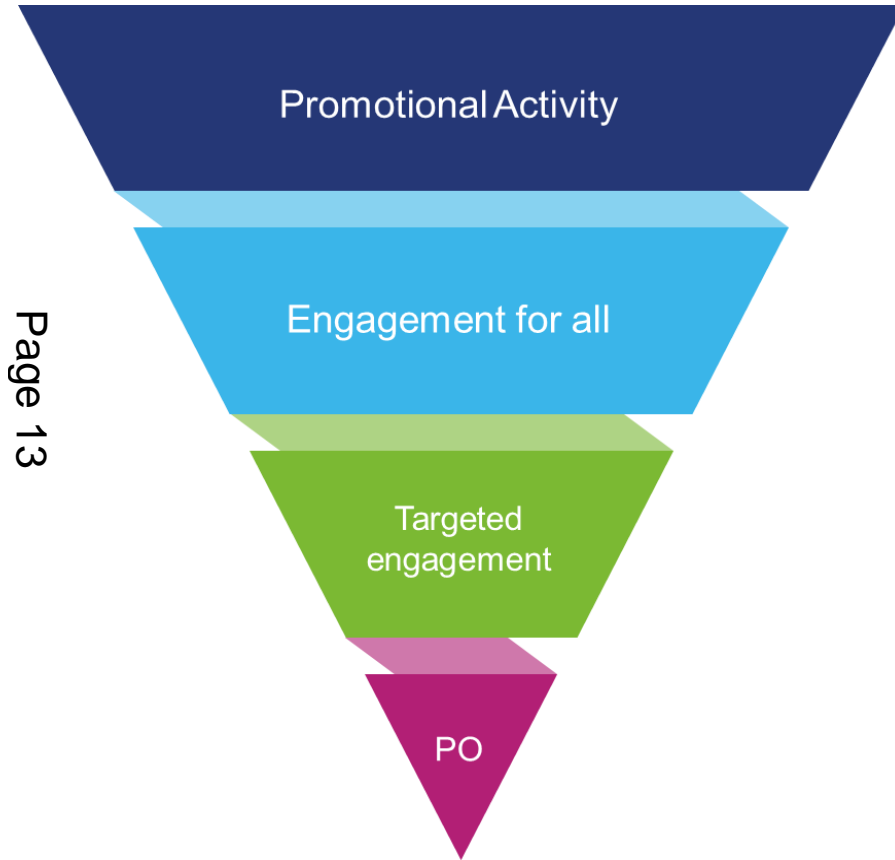 Promotional Activity
Engagement for all
Targeted
engagement
PO
Page 13